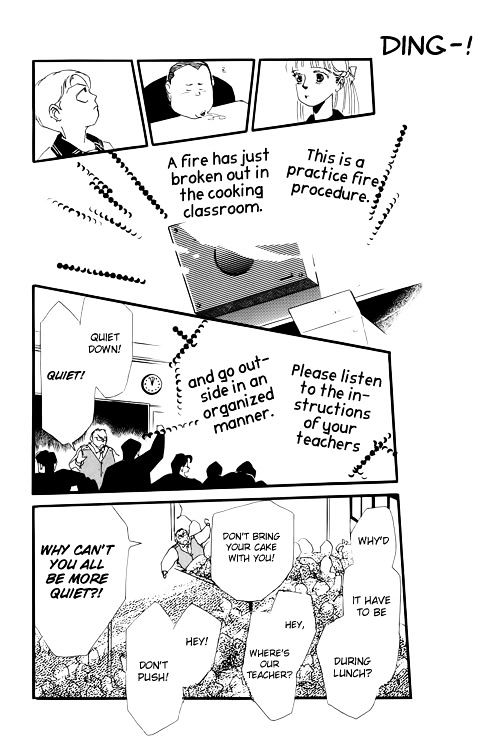 DING-!
This is a
practice fire
procedure.
A fire has just
broken out in
the cooking
classroom.
Please listen
to the in-
structions
of your
teachers
and go out-
side in an
organized
manner.
QUIET
DOWN!
QUIET!
WHY'D
IT HAVE
TO BE
DURING
LUNCH?
DON'T BRING
YOUR CAKE
WITH YOU!
HEY,
WHERE'S
OUR
TEACHER?
HEY!
DON'T
PUSH!
WHY CAN'T
YOU ALL
BE MORE
QUIET?!